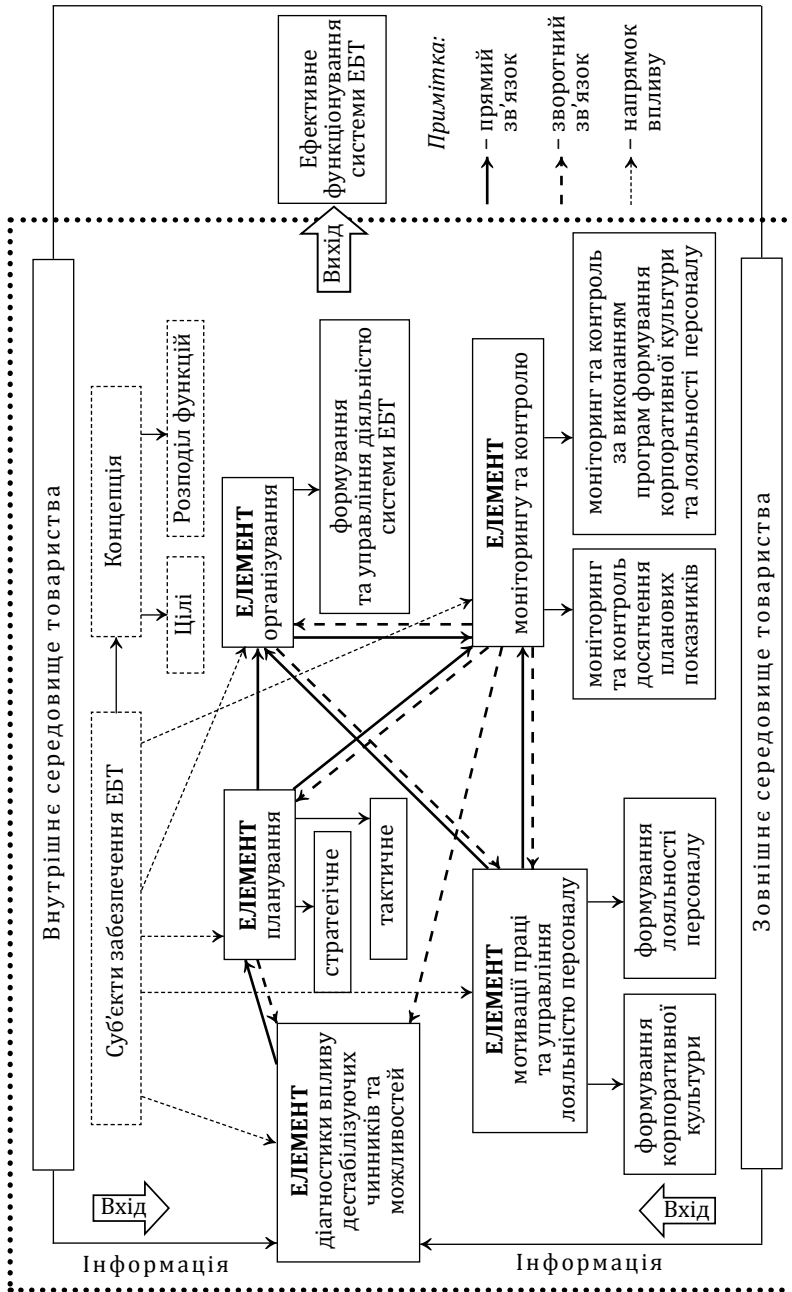 Внутрішнє середовище товариства
Вхід
Інформація
Суб’єкти забезпечення ЕБТ
Концепція
Цілі
Розподіл функцій
ЕЛЕМЕНТ
діагностики впливу
дестабілізуючих
чинників та
можливостей
ЕЛЕМЕНТ
планування
стратегічне
тактичне
ЕЛЕМЕНТ
організування
формування
та управління діяльністю
системи ЕБТ
Вихід
Ефективне
функціонування
системи ЕБТ
ЕЛЕМЕНТ
мотивації праці
та управління
лояльністю персоналу
формування
корпоративної
культури
формування
лояльності
персоналу
ЕЛЕМЕНТ
моніторингу та контролю
моніторинг
та контроль
досягнення
планових
показників
моніторинг та контроль
за виконанням
програм формування
корпоративної культури
та лояльності персоналу
Примітка:
– прямий
зв’язок
– зворотний
зв’язок
– напрямок
впливу
Вхід
Інформація
Зовнішнє середовище товариства